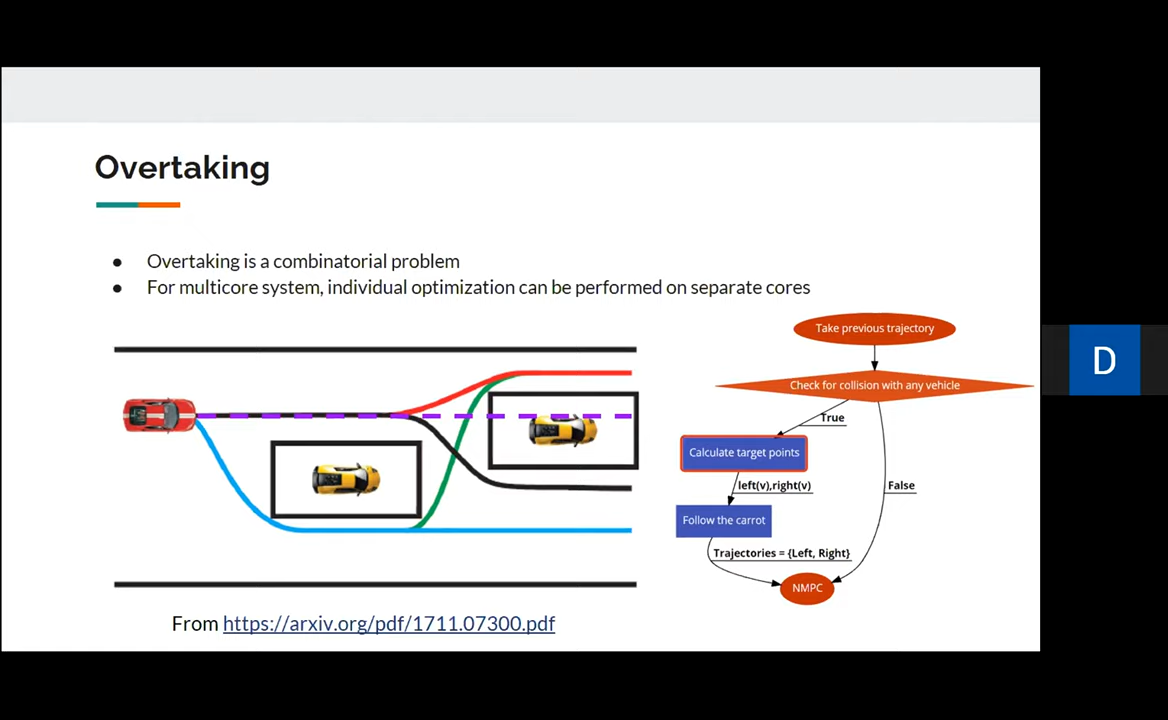 Overtaking
● Overtaking is a combinatorial problem
● For multicore system, individual optimization can be performed on separate cores
Take previous trajectory
Check for collision with any vehicle
True
Calculate target points
left(v),right(v)
False
Follow the carrot
Trajectories = {Left, Right}
NMPC
From https://arxiv.org/pdf/1711.07300.pdf
D